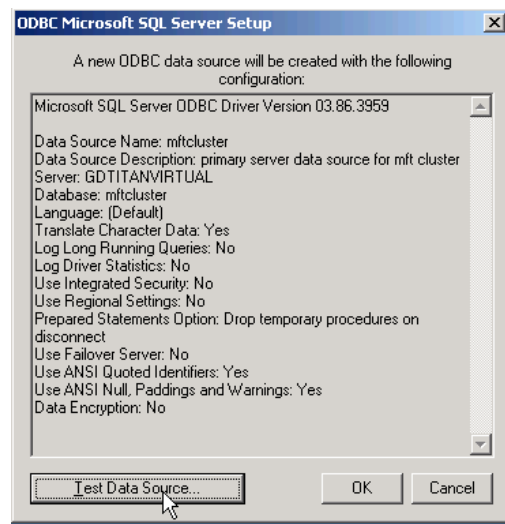 ODBC Microsoft SQL Server Setup
A new ODBC data source will be created with the following
configuration:
Microsoft SQL Server ODBC Driver Version 03.86.3959
Data Source Name: mftcluster
Data Source Description: primary server data source for mft cluster
Server: GDTITANVIRTUAL
Database: mftcluster
Language: (Default)
Translate Character Data: Yes
Log Long Running Queries: No
Log Driver Statistics: No
Use Integrated Security: No
Use Regional Settings: No
Prepared Statements Option: Drop temporary procedures on
disconnect
Use Failover Server: No
Use ANSI Quoted Identifiers: Yes
Use ANSI Null, Paddings and Warnings: Yes
Data Encryption: No
Test Data Source... OK Cancel